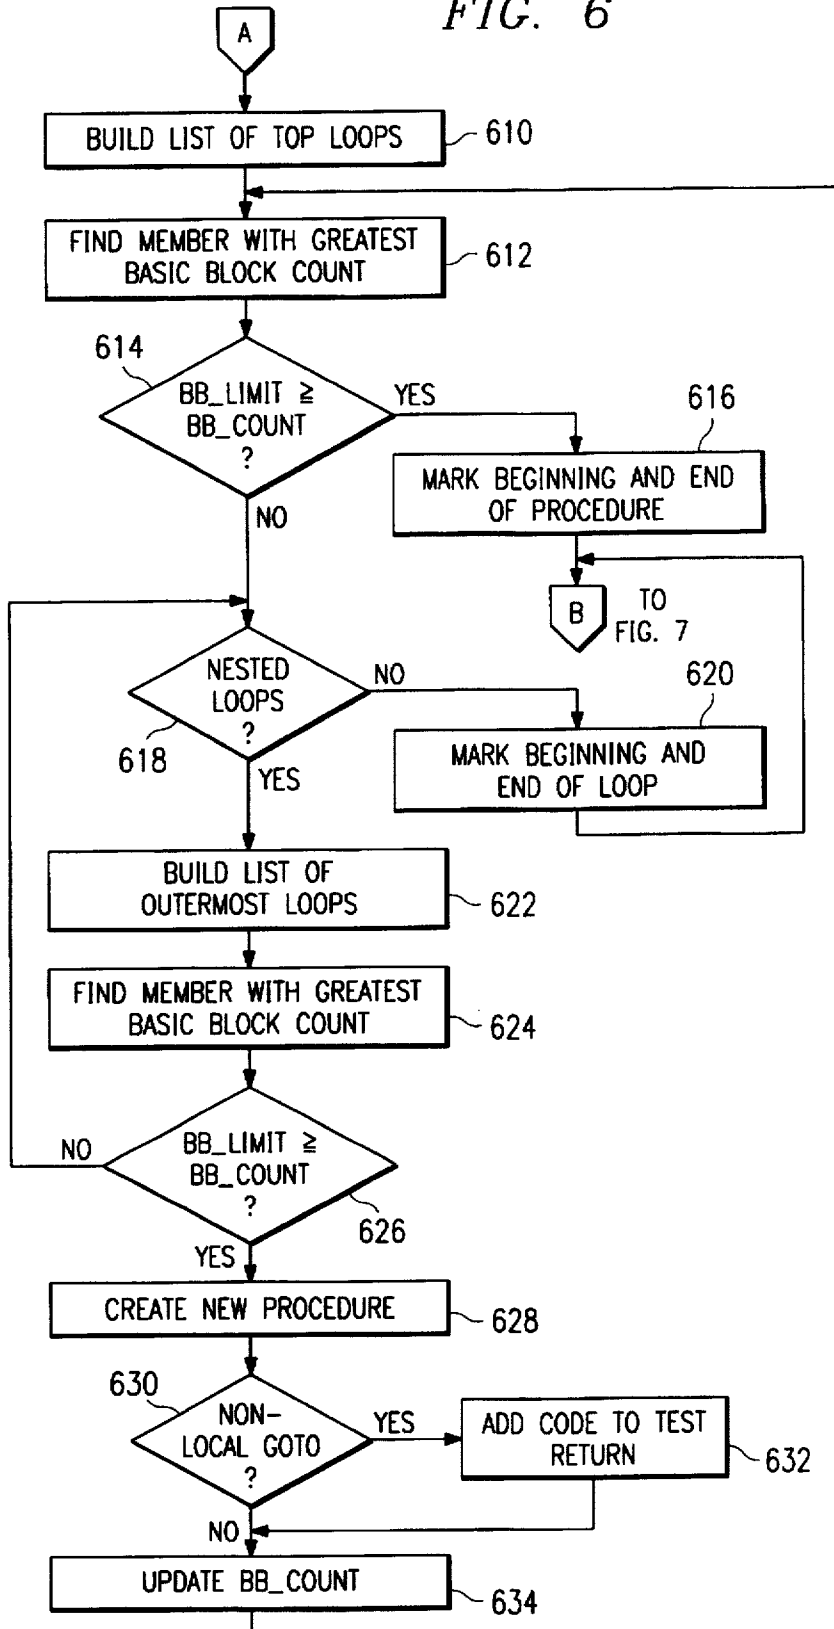 FIG. 6
A
BUILD LIST OF TOP LOOPS
610
FIND MEMBER WITH GREATEST
BASIC BLOCK COUNT
612
614
BB_LIMIT ≧
BB_COUNT
?
YES
616
MARK BEGINNING AND END
OF PROCEDURE
NO
B
TO
FIG. 7
NESTED
LOOPS
?
NO
618
620
MARK BEGINNING AND
END OF LOOP
YES
BUILD LIST OF
OUTERMOST LOOPS
622
FIND MEMBER WITH GREATEST
BASIC BLOCK COUNT
624
NO
BB_LIMIT ≧
BB_COUNT
?
626
YES
CREATE NEW PROCEDURE
628
630
NON-
LOCAL GOTO
?
YES
ADD CODE TO TEST
RETURN
632
NO
UPDATE BB_COUNT
634